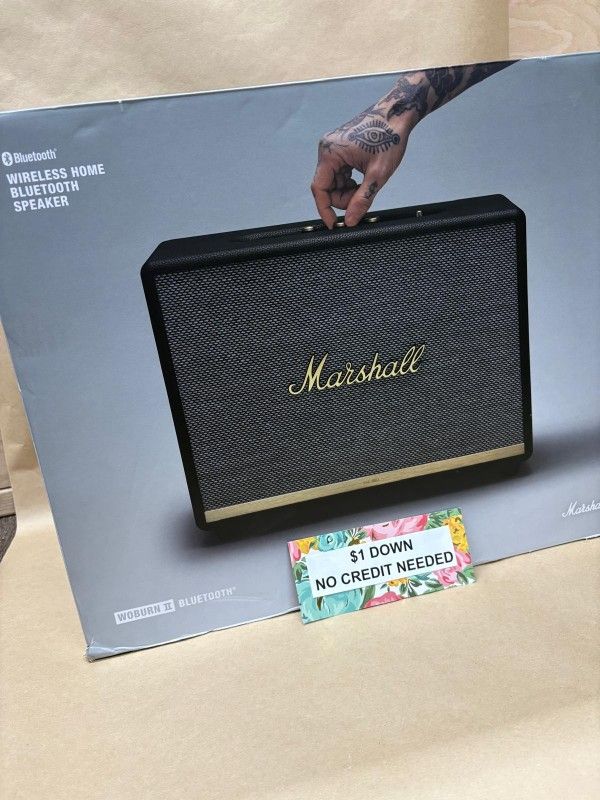 Bluetooth®
WIRELESS HOME
BLUETOOTH
SPEAKER
Marshall
WOBURN II BLUETOOTH®
$1 DOWN
NO CREDIT NEEDED